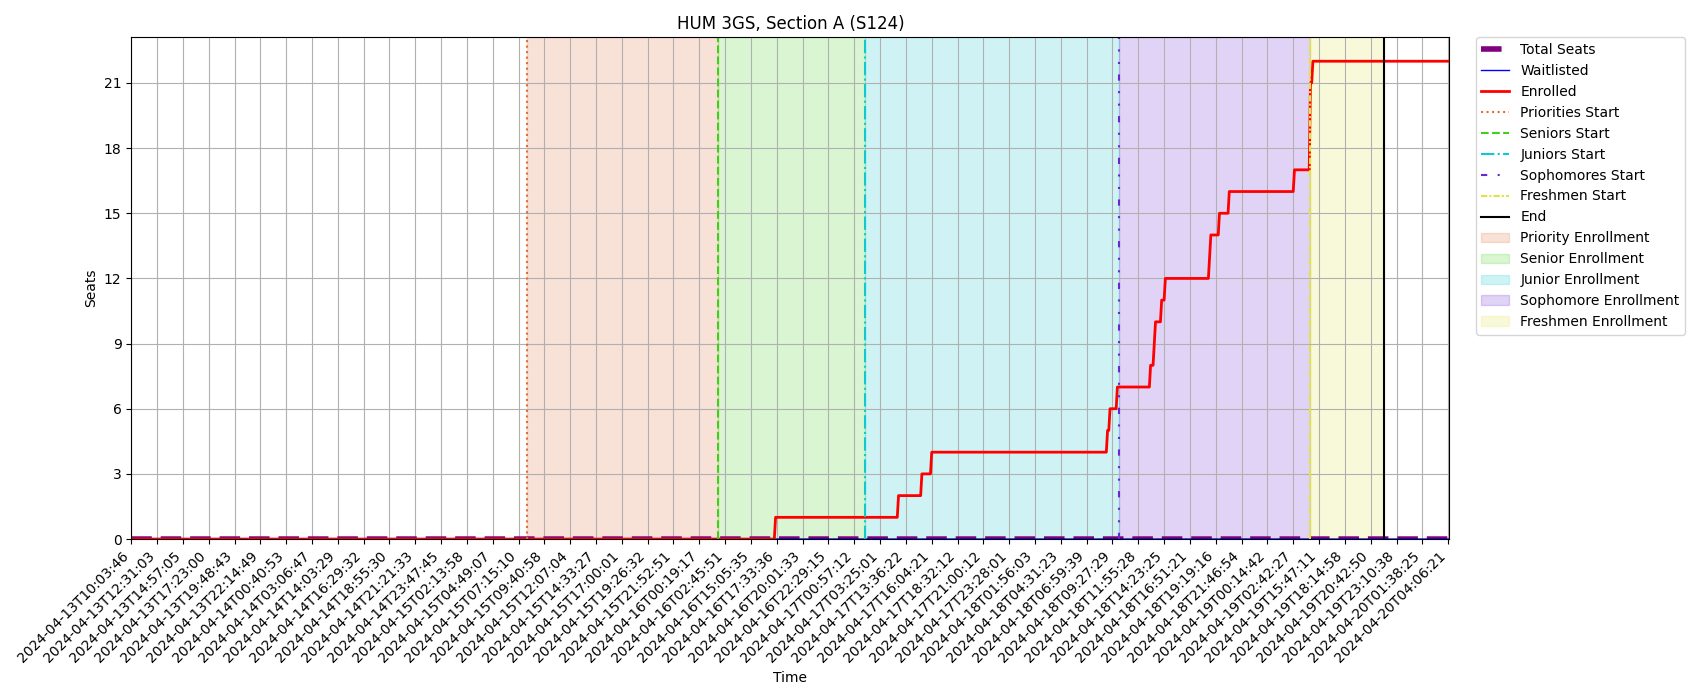 HUM 3GS, Section A (S124)
Seats
21
18
15
12
9
6
3
0
2024-04-13T10:03:46
2024-04-13T12:31:03
2024-04-13T14:57:05
2024-04-13T17:23:00
2024-04-13T19:48:43
2024-04-13T22:14:49
2024-04-14T00:40:53
2024-04-14T03:06:47
2024-04-14T14:03:29
2024-04-14T16:29:32
2024-04-14T18:55:30
2024-04-14T21:21:33
2024-04-14T23:47:45
2024-04-15T02:13:58
2024-04-15T04:49:07
2024-04-15T07:15:10
2024-04-15T09:40:58
2024-04-15T12:07:04
2024-04-15T14:33:27
2024-04-15T17:00:01
2024-04-15T19:26:32
2024-04-15T21:52:51
2024-04-16T00:19:17
2024-04-16T02:45:51
2024-04-16T15:05:35
2024-04-16T17:33:36
2024-04-16T20:01:33
2024-04-16T22:29:15
2024-04-17T00:57:12
2024-04-17T03:25:01
2024-04-17T13:36:22
2024-04-17T16:04:21
2024-04-17T18:32:12
2024-04-17T21:00:12
2024-04-17T23:28:01
2024-04-18T01:56:03
2024-04-18T04:31:23
2024-04-18T06:59:39
2024-04-18T09:27:29
2024-04-18T11:55:28
2024-04-18T14:23:25
2024-04-18T16:51:21
2024-04-18T19:19:16
2024-04-18T21:46:54
2024-04-19T00:14:42
2024-04-19T02:42:27
2024-04-19T15:47:11
2024-04-19T18:14:58
2024-04-19T20:42:50
2024-04-19T23:10:38
2024-04-20T01:38:25
2024-04-20T04:06:21
Time
Total Seats
Waitlisted
Enrolled
Priorities Start
Seniors Start
Juniors Start
Sophomores Start
Freshmen Start
End
Priority Enrollment
Senior Enrollment
Junior Enrollment
Sophomore Enrollment
Freshmen Enrollment